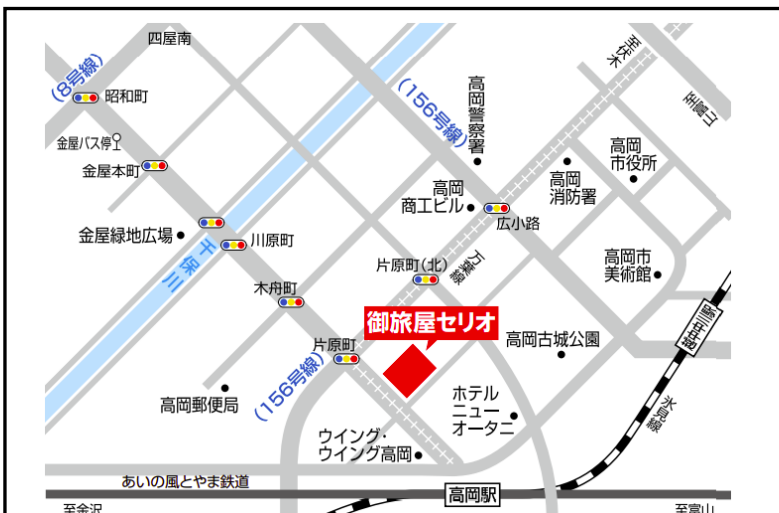 四屋南
(8号線)
昭和町
至伏木
至富山
(156号線)
金屋バス停
金屋本町
高岡警察署
高岡
商工ビル
高岡
消防署
高岡
市役所
広小路
金屋緑地広場
川原町
千保川
片原町(北)
万葉線
高岡市
美術館
木舟町
御旅屋セリオ
片原町
(156号線)
高岡古城公園
高岡郵便局
ホテル
ニュー
オータニ
氷見線
ウイング・
ウイング高岡
あいの風とやま鉄道
高岡駅
至金沢
至富山